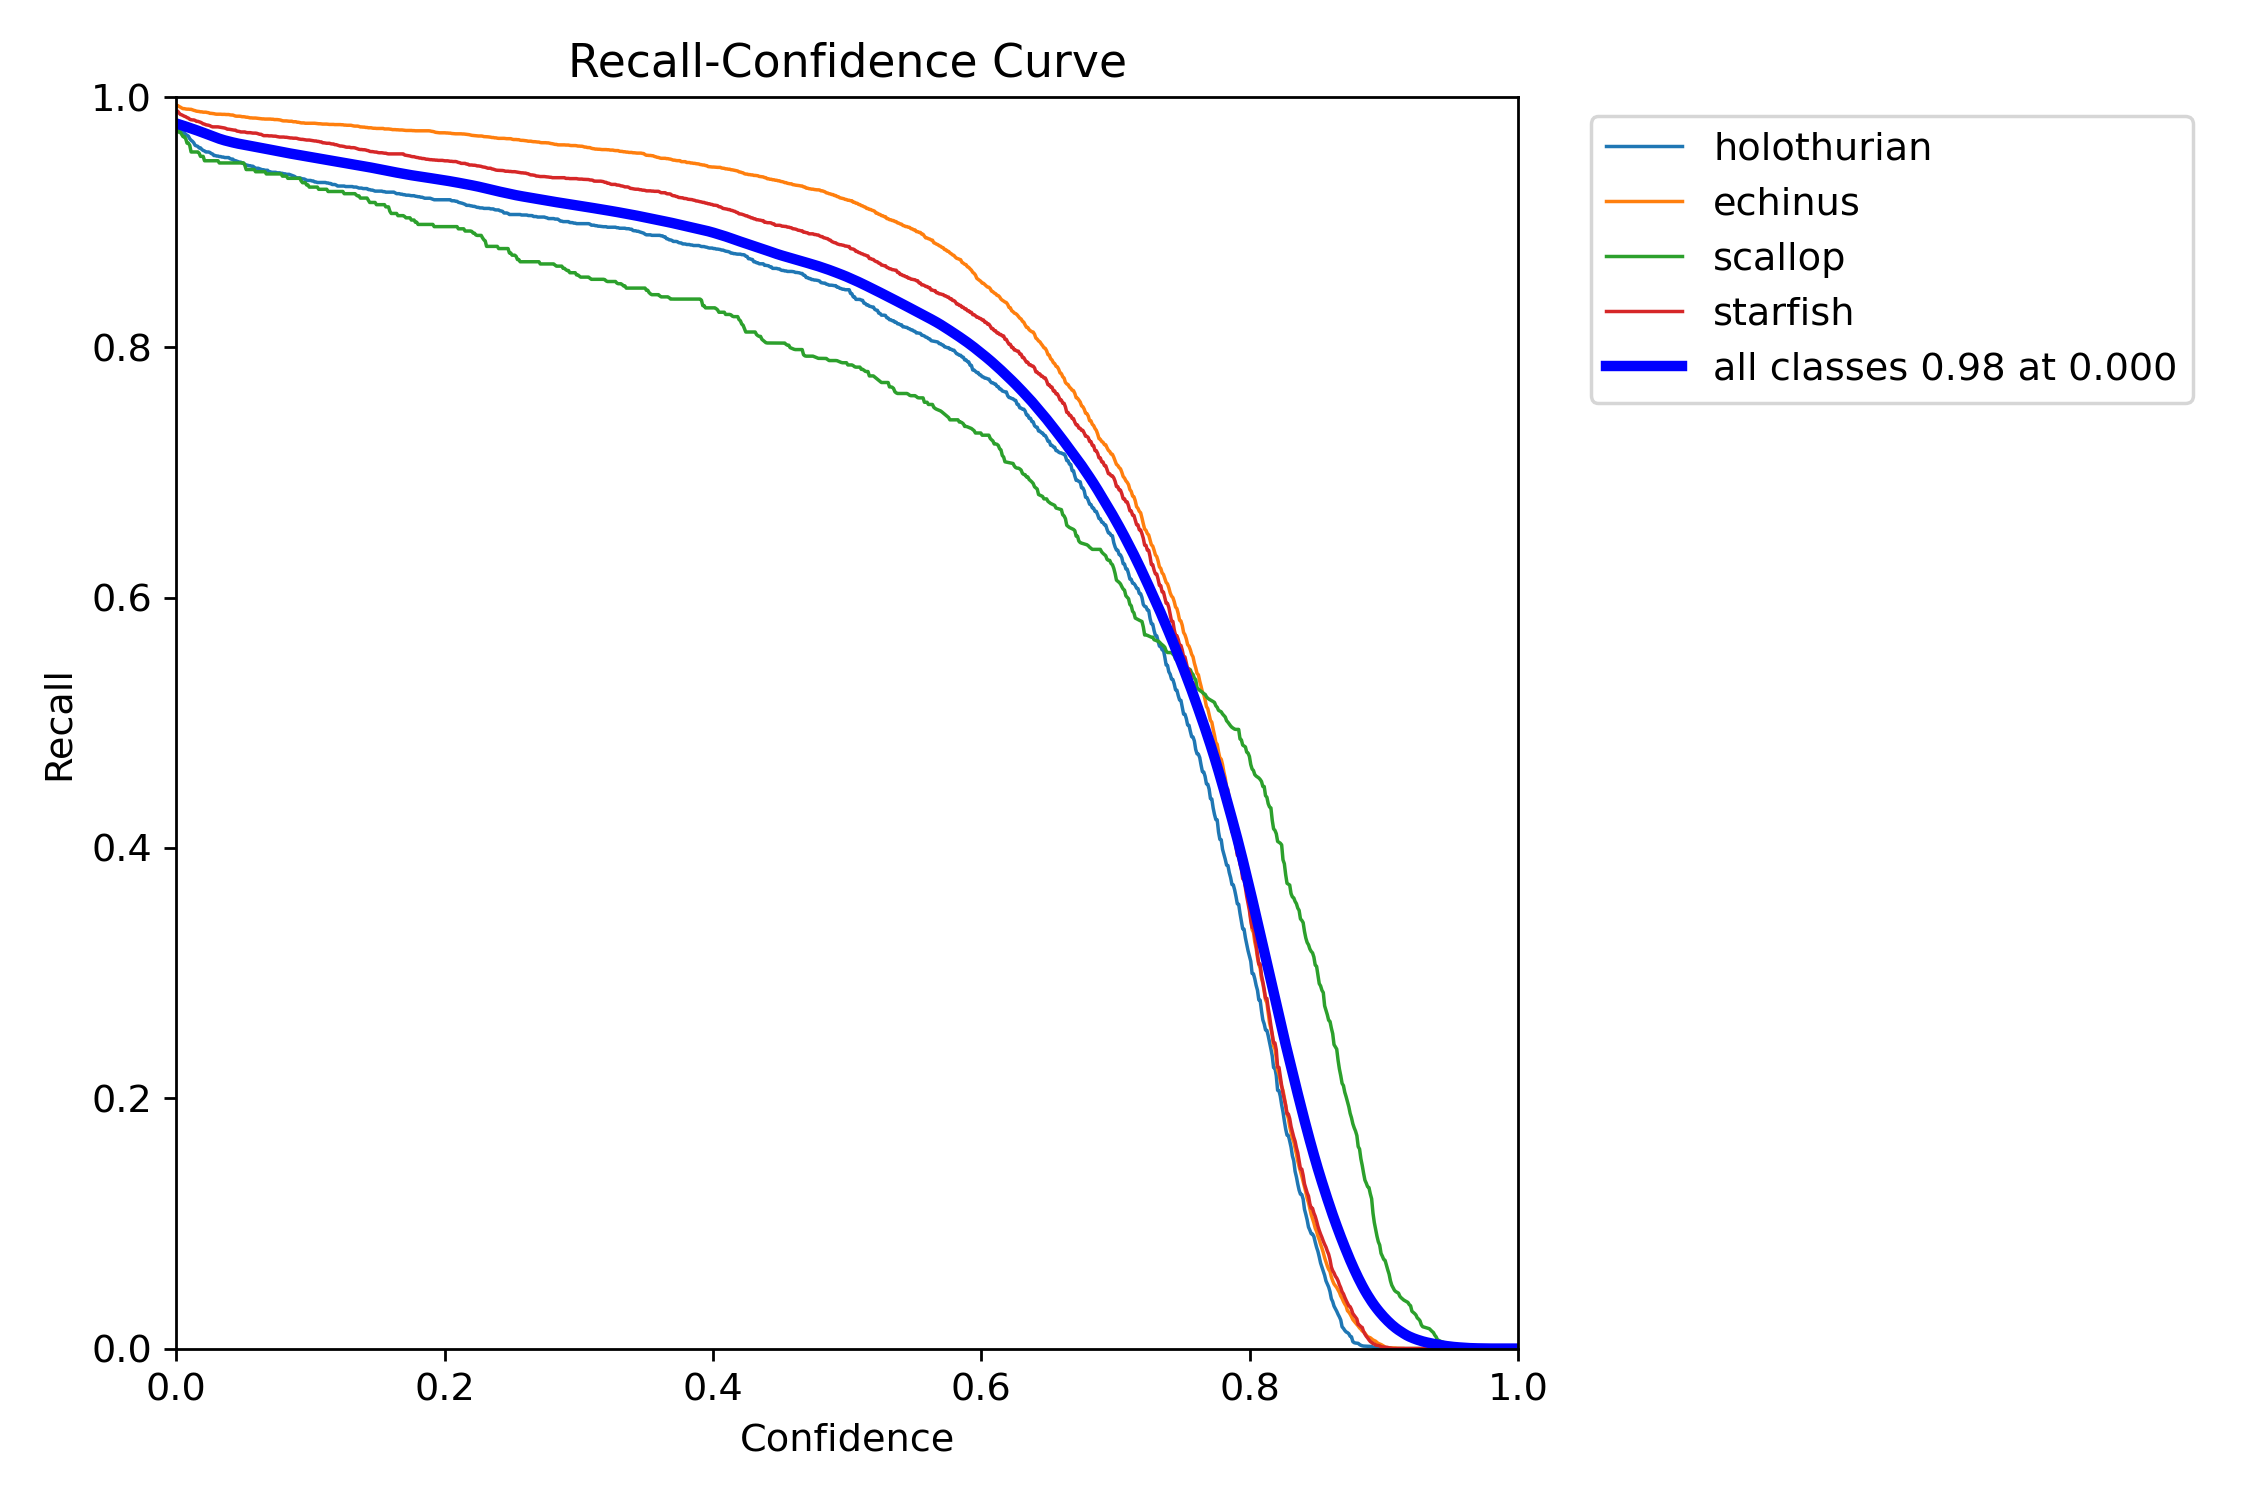 Recall-Confidence Curve
1.0
0.8
0.6
0.4
0.2
0.0
Recall
0.0 0.2 0.4 0.6 0.8 1.0
Confidence
holothurian
echinus
scallop
starfish
all classes 0.98 at 0.000